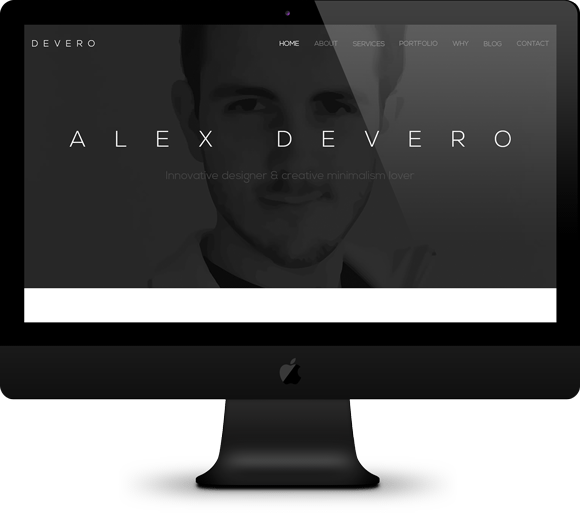 DEVERO HOME ABOUT SERVICES PORTFOLIO WHY BLOG CONTACT
ALEX DEVERO
Innovative designer & creative minimalism lover